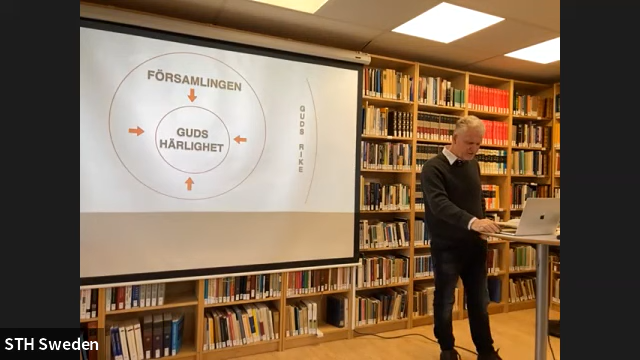 FÖRSAMLINGEN
GUDS
HÄRLIGHET
GUDS RIKE
STH Sweden